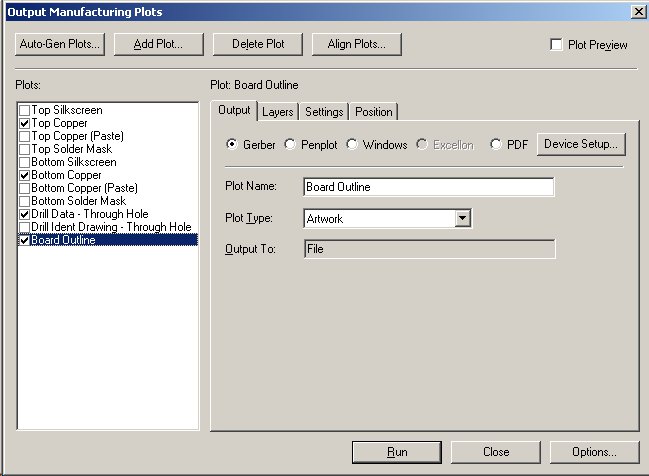 Output Manufacturing Plots
Auto-Gen Plots... Add Plot... Delete Plot Align Plots... Plot Preview
Plots: Plot: Board Outline
Top Silkscreen
Top Copper
Top Copper (Paste)
Top Solder Mask
Bottom Silkscreen
Bottom Copper
Bottom Copper (Paste)
Bottom Solder Mask
Drill Data - Through Hole
Drill Ident Drawing - Through Hole
Board Outline
Output Layers Settings Position
Gerber Penplot Windows Excellon PDF Device Setup...
Plot Name: Board Outline
Plot Type: Artwork
Output To: File
Run Close Options...